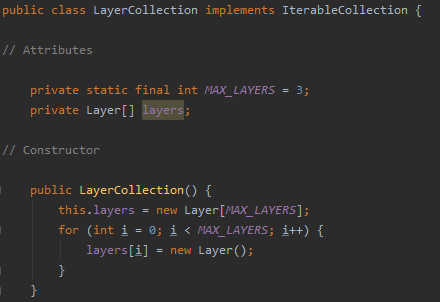 public class LayerCollection implements IterableCollection {
// Attributes
private static final int MAX_LAYERS = 3;
private Layer[] layers;
// Constructor
public LayerCollection() {
this.layers = new Layer[MAX_LAYERS];
for (int i = 0; i < MAX_LAYERS; i++) {
layers[i] = new Layer();
}
}